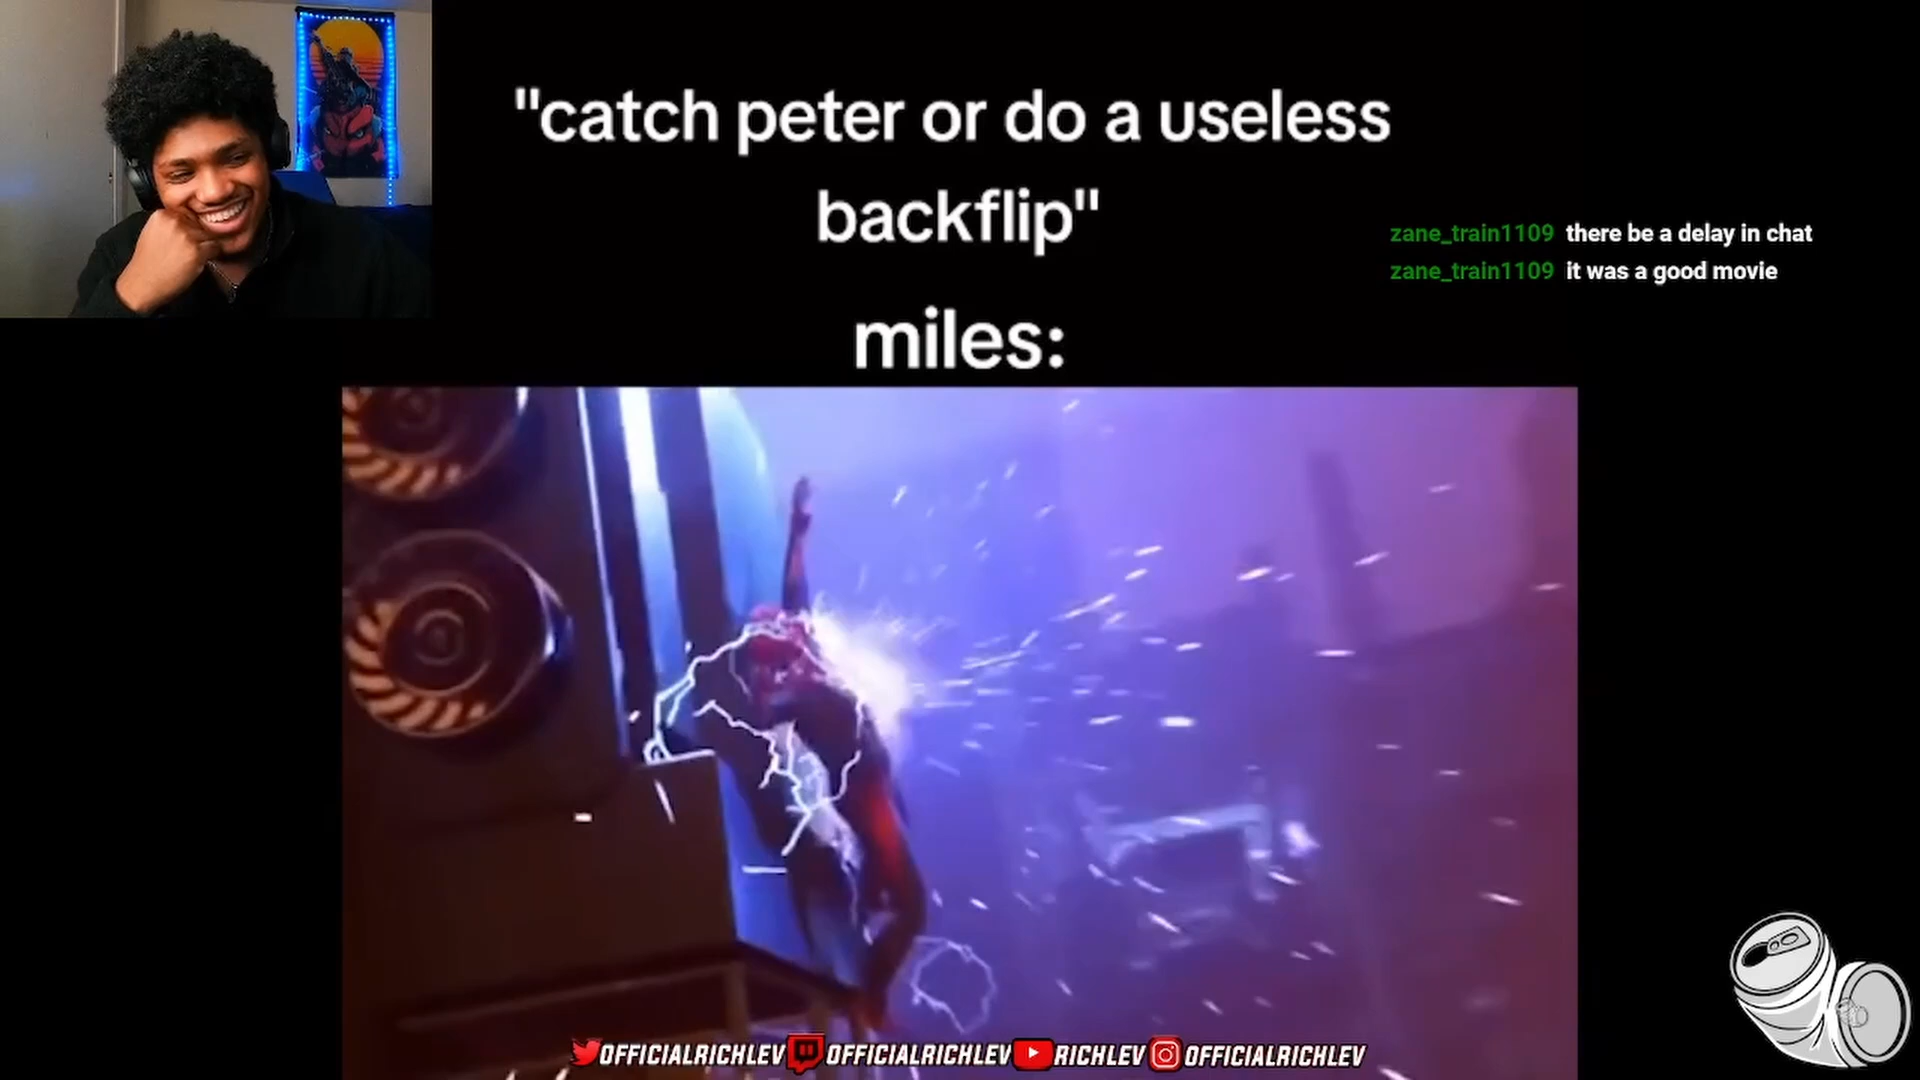 "catch peter or do a useless
backflip"
miles:
zane_train1109 there be a delay in chat
zane_train1109 it was a good movie
OFFICIALRICHLEV OFFICIALRICHLEV RICHLEV OFFICIALRICHLEV